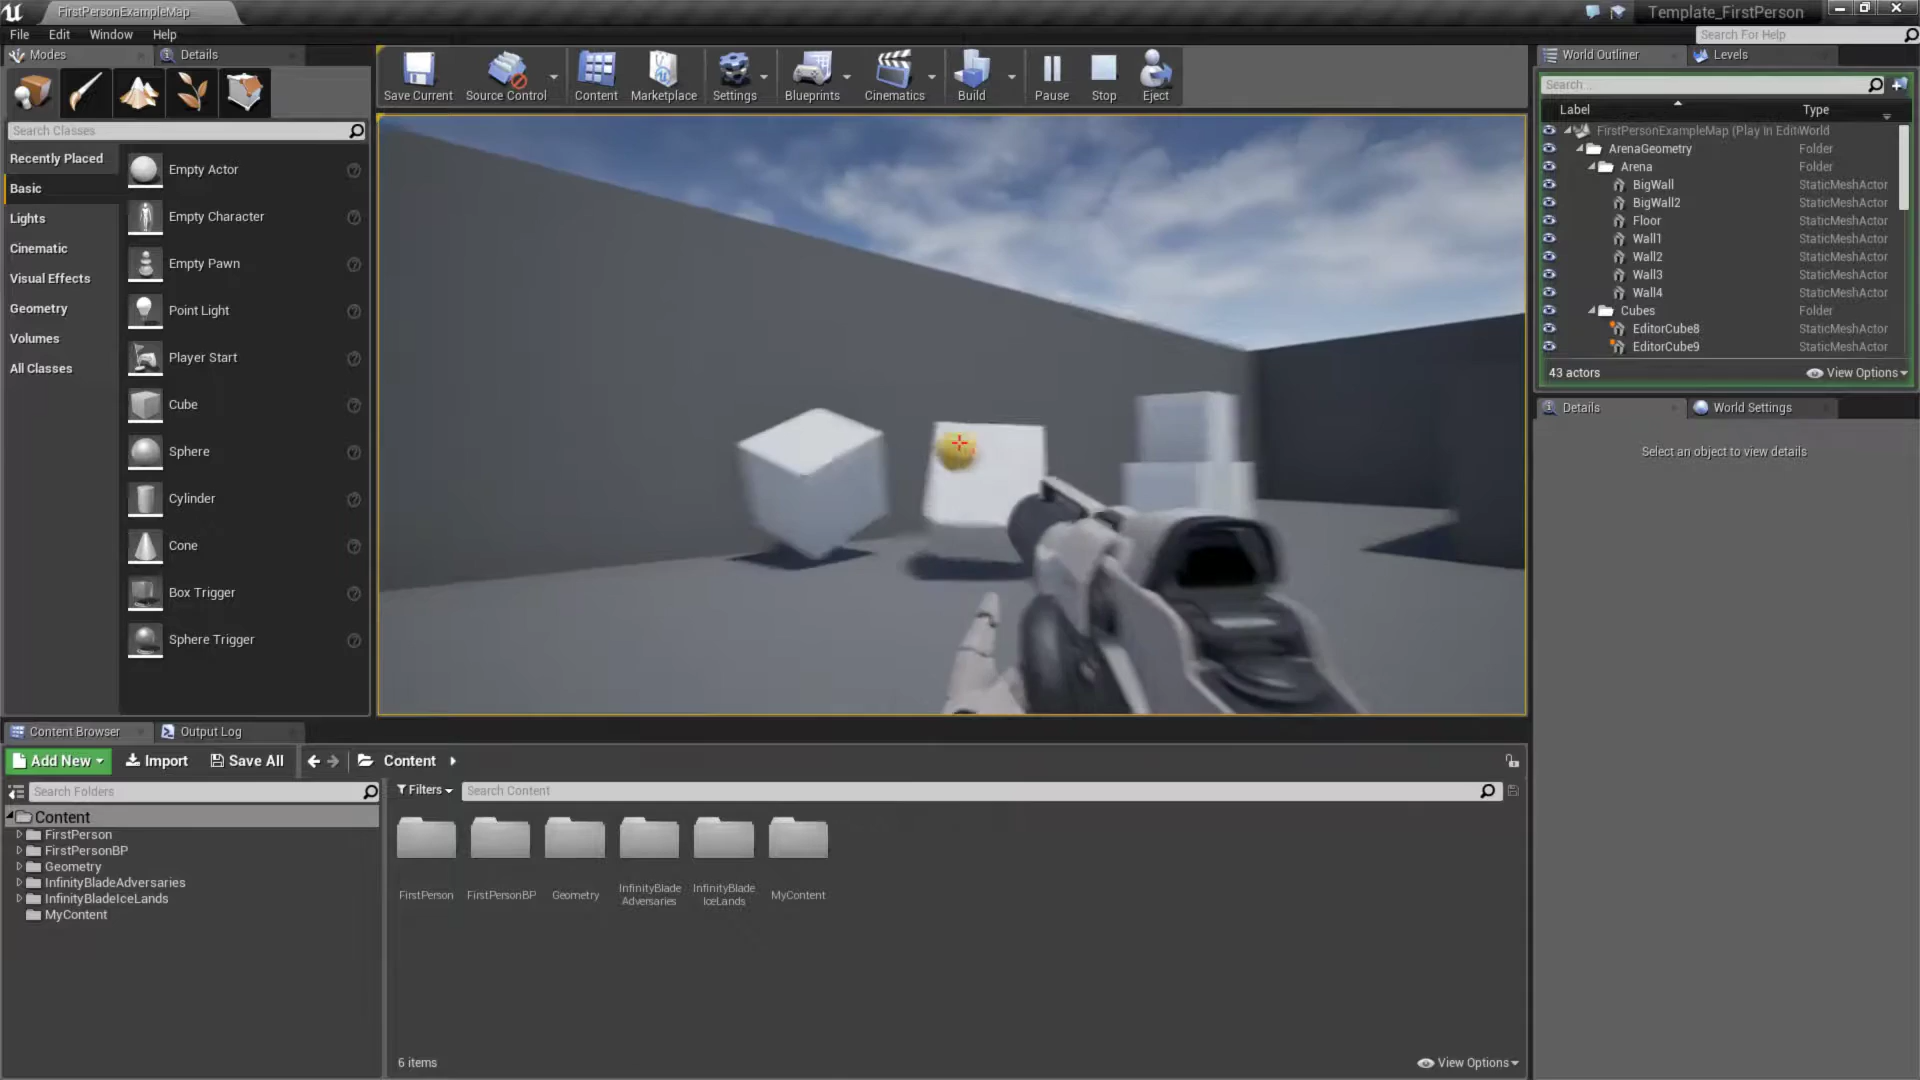 FirstPersonExampleMap
Template_FirstPerson
File Edit Window Help
Search For Help
Modes Details
Save Current Source Control Content Marketplace Settings Blueprints Cinematics Build Pause Stop Eject
World Outliner Levels
Search...
Label Type
Search Classes
Recently Placed
Basic
Lights
Cinematic
Visual Effects
Geometry
Volumes
All Classes
Empty Actor
Empty Character
Empty Pawn
Point Light
Player Start
Cube
Sphere
Cylinder
Cone
Box Trigger
Sphere Trigger
FirstPersonExampleMap (Play In Edi World
ArenaGeometry Folder
Arena Folder
BigWall StaticMeshActor
BigWall2 StaticMeshActor
Floor StaticMeshActor
Wall1 StaticMeshActor
Wall2 StaticMeshActor
Wall3 StaticMeshActor
Wall4 StaticMeshActor
Cubes Folder
EditorCube8 StaticMeshActor
EditorCube9 StaticMeshActor
43 actors View Options
Details World Settings
Select an object to view details
Content Browser Output Log
Add New Import Save All Content
Search Folders
Filters Search Content
Content
FirstPerson
FirstPersonBP
Geometry
InfinityBladeAdversaries
InfinityBladeIceLands
MyContent
FirstPerson
FirstPersonBP
Geometry
InfinityBlade
Adversaries
InfinityBlade
IceLands
MyContent
6 items View Options